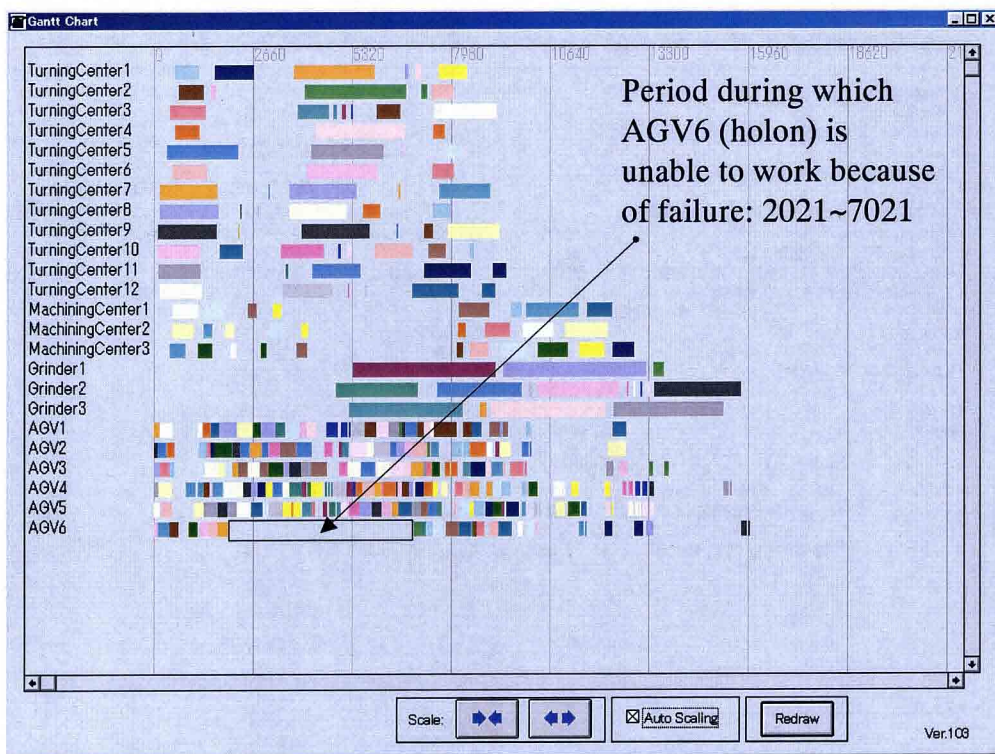 Gantt Chart
0 2660 5320 7980 10640 13300 15960 18620 21
TurningCenter1
TurningCenter2
TurningCenter3
TurningCenter4
TurningCenter5
TurningCenter6
TurningCenter7
TurningCenter8
TurningCenter9
TurningCenter10
TurningCenter11
TurningCenter12
MachiningCenter1
MachiningCenter2
MachiningCenter3
Grinder1
Grinder2
Grinder3
AGV1
AGV2
AGV3
AGV4
AGV5
AGV6
Period during which
AGV6 (holon) is
unable to work because
of failure: 2021~7021
Scale: Auto Scaling Redraw
Ver.103